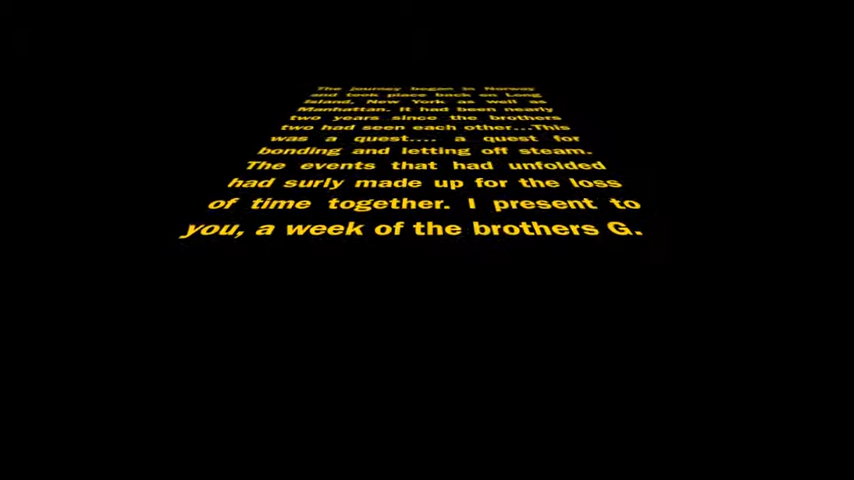 The journey began in Norway
and took place back on Long
Island, New York as well as
Manhattan. It had been nearly
two years since the brothers
two had seen each other...This
was a quest.... a quest for
bonding and letting off steam.
The events that had unfolded
had surly made up for the loss
of time together. I present to
you, a week of the brothers G.